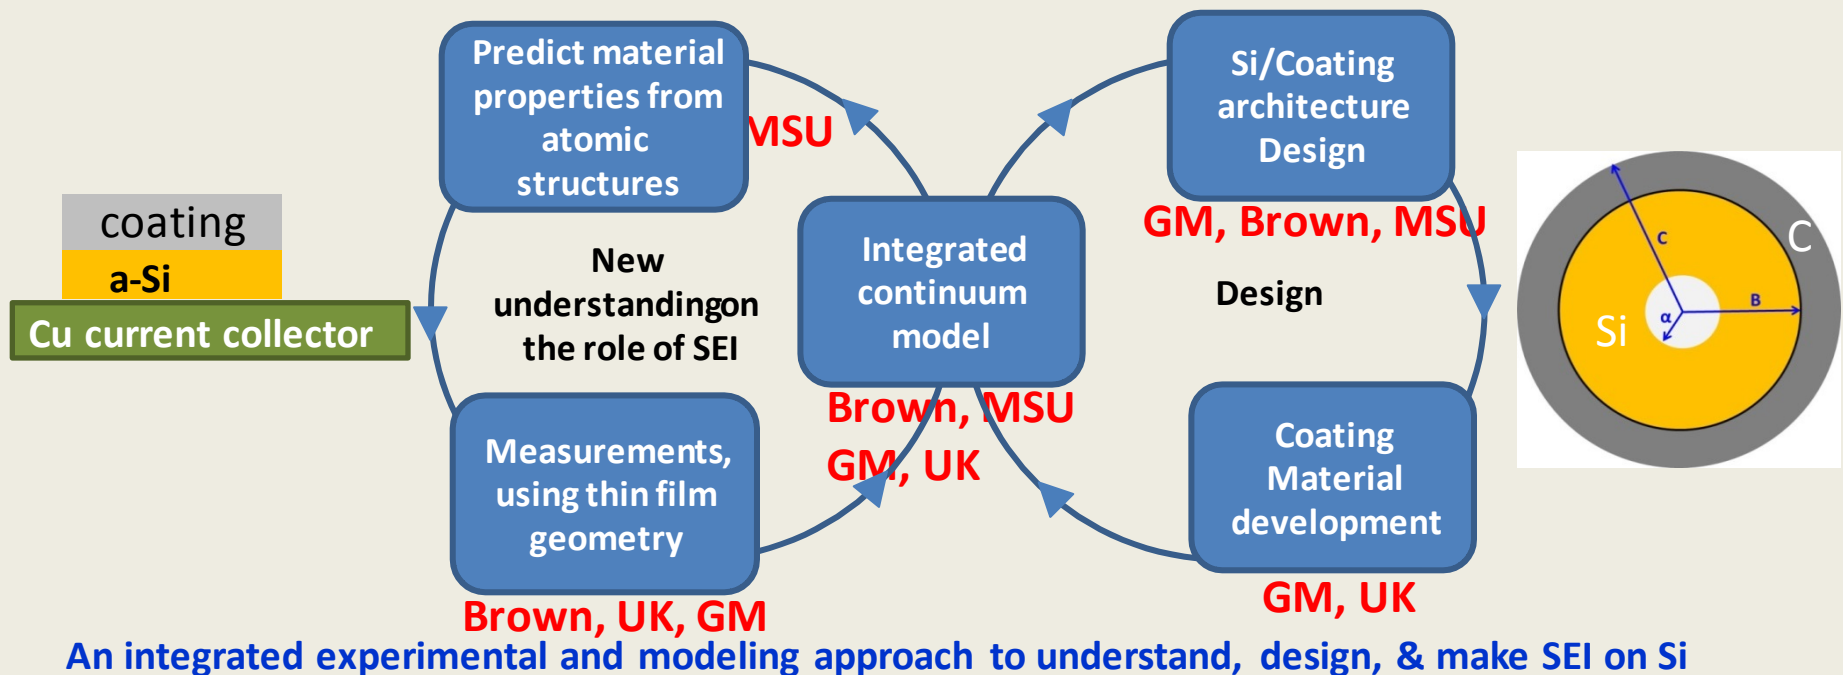 Predict material
properties from
atomic
structures
MSU
Si/Coating
architecture
Design
GM, Brown, MSU
coating
a-Si
Cu current collector
New
understandingon
the role of SEI
Integrated
continuum
model
Brown, MSU
GM, UK
Design
C
C
B
α
Si
Measurements,
using thin film
geometry
Brown, UK, GM
Coating
Material
development
GM, UK
An integrated experimental and modeling approach to understand, design, & make SEI on Si